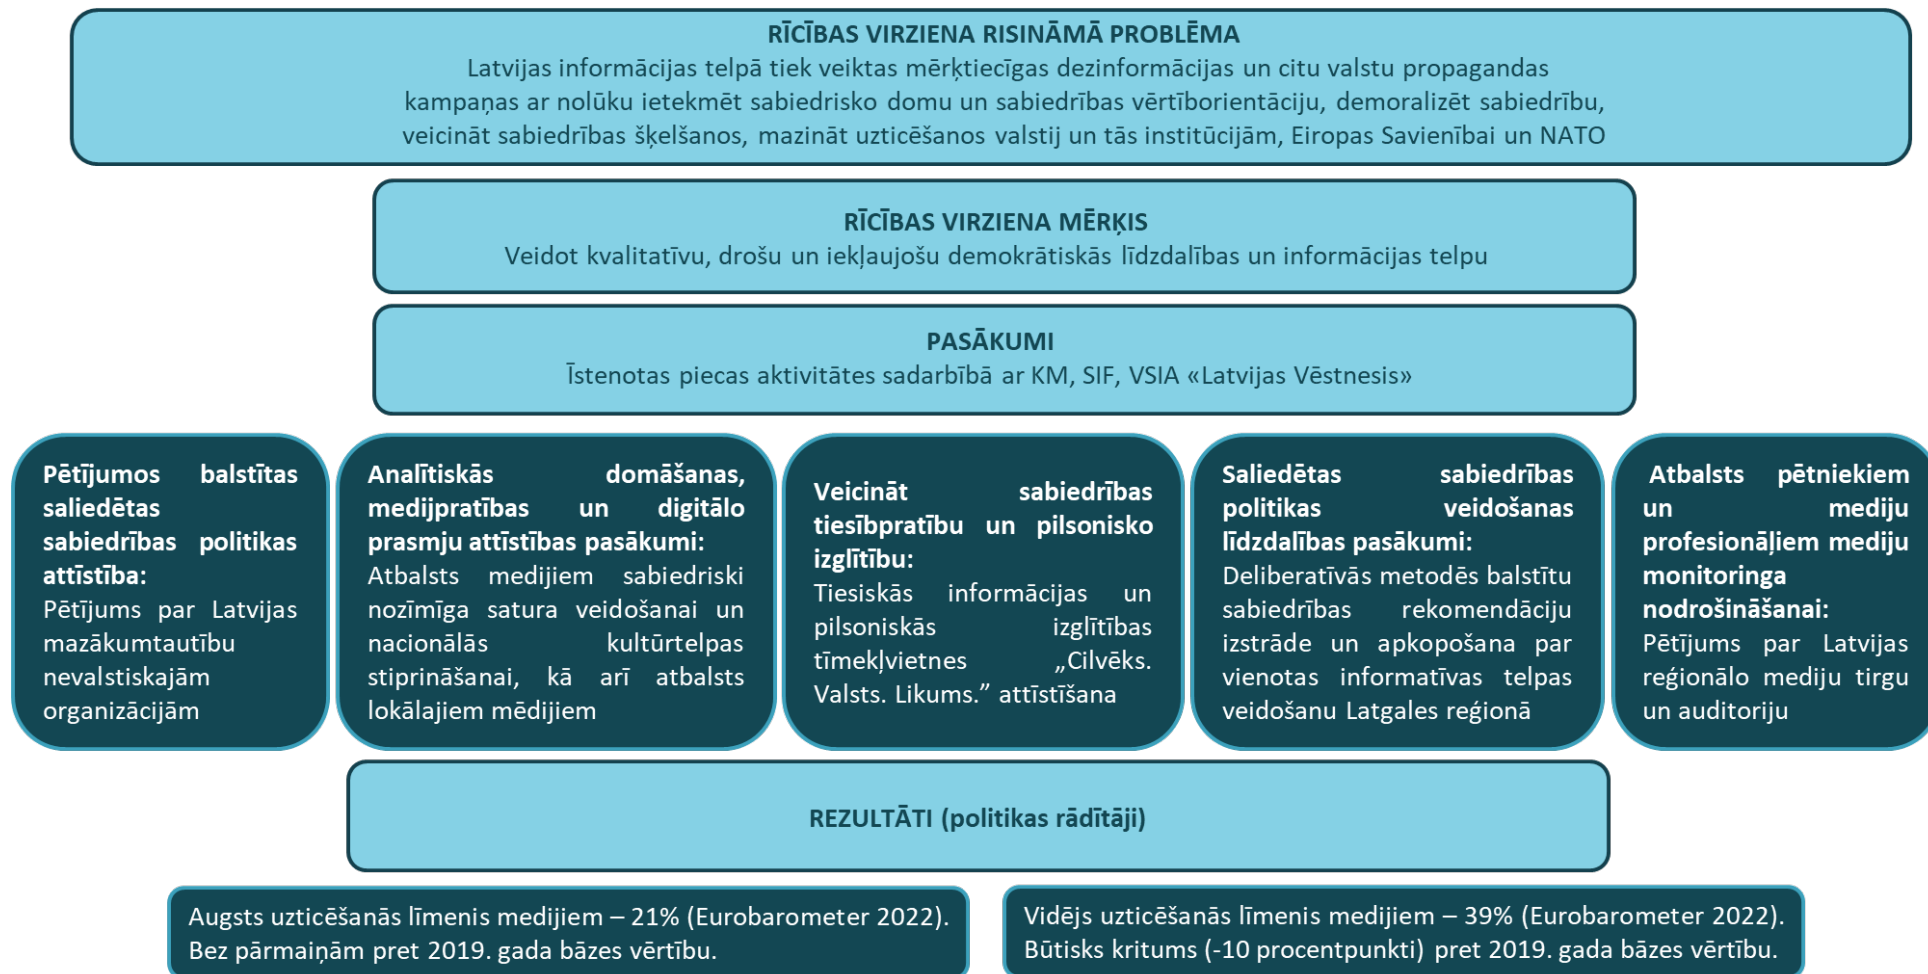 RĪCĪBAS VIRZIENA RISINĀMĀ PROBLĒMA
Latvijas informācijas telpā tiek veiktas mērķtiecīgas dezinformācijas un citu valstu propagandas
kampaņas ar nolūku ietekmēt sabiedrisko domu un sabiedrības vērtīborientāciju, demoralizēt sabiedrību,
veicināt sabiedrības šķelšanos, mazināt uzticēšanos valstij un tās institūcijām, Eiropas Savienībai un NATO
RĪCĪBAS VIRZIENA MĒRĶIS
Veidot kvalitatīvu, drošu un iekļaujošu demokrātiskās līdzdalības un informācijas telpu
PASĀKUMI
Īstenotas piecas aktivitātes sadarbībā ar KM, SIF, VSIA «Latvijas Vēstnesis»
Pētījumos balstītas
saliedētas
sabiedrības politikas
attīstība:
Pētījums par Latvijas
mazākumtautību
nevalstiskajām
organizācijām
Analītiskās domāšanas,
medijpratības un digitālo
prasmju attīstības pasākumi:
Atbalsts medijiem sabiedriski
nozīmīga satura veidošanai un
nacionālās kultūrtelpas
stiprināšanai, kā arī atbalsts
lokālajiem mēdijiem
Veicināt sabiedrības
tiesībpratību un pilsonisko
izglītību:
Tiesiskās informācijas un
pilsoniskās izglītības
tīmekļvietnes „Cilvēks.
Valsts. Likums.” attīstīšana
Saliedētas sabiedrības
politikas veidošanas
līdzdalības pasākumi:
Deliberatīvās metodēs balstītu
sabiedrības rekomendāciju
izstrāde un apkopošana par
vienotas informatīvas telpas
veidošanu Latgales reģionā
Atbalsts pētniekiem
un mediju
profesionāļiem mediju
monitoringa
nodrošināšanai:
Pētījums par Latvijas
reģionālo mediju tirgu
un auditoriju
REZULTĀTI (politikas rādītāji)
Augsts uzticēšanās līmenis medijiem – 21% (Eurobarometer 2022).
Bez pārmaiņām pret 2019. gada bāzes vērtību.
Vidējs uzticēšanās līmenis medijiem – 39% (Eurobarometer 2022).
Būtisks kritums (-10 procentpunkti) pret 2019. gada bāzes vērtību.